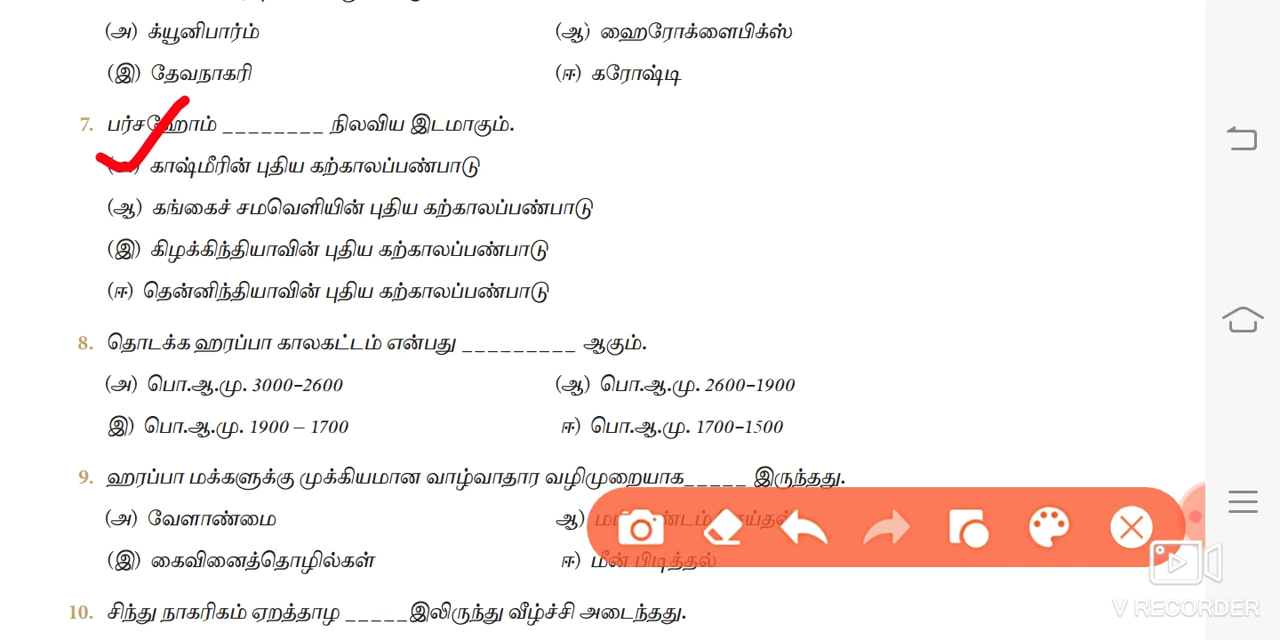 (அ) க்யூனிபார்ம் (ஆ) ஹைரோக்ளைபிக்ஸ்
(இ) தேவநாகரி (ஈ) கரோஷ்டி
7. பர்சஹோம் ________ நிலவிய இடமாகும்.
காஷ்மீரின் புதிய கற்காலப்பண்பாடு
(ஆ) கங்கைச் சமவெளியின் புதிய கற்காலப்பண்பாடு
(இ) கிழக்கிந்தியாவின் புதிய கற்காலப்பண்பாடு
(ஈ) தென்னிந்தியாவின் புதிய கற்காலப்பண்பாடு
8. தொடக்க ஹரப்பா காலகட்டம் என்பது _________ ஆகும்.
(அ) பொ.ஆ.மு. 3000-2600 (ஆ) பொ.ஆ.மு. 2600-1900
இ) பொ.ஆ.மு. 1900 – 1700 ஈ) பொ.ஆ.மு. 1700-1500
9. ஹரப்பா மக்களுக்கு முக்கியமான வாழ்வாதார வழிமுறையாக_____ இருந்தது.
(அ) வேளாண்மை ஆ)
(இ) கைவினைத்தொழில்கள் ஈ) மீன் பிடித்தல்
V RECORDER
10. சிந்து நாகரிகம் ஏறத்தாழ _____இலிருந்து வீழ்ச்சி அடைந்தது.